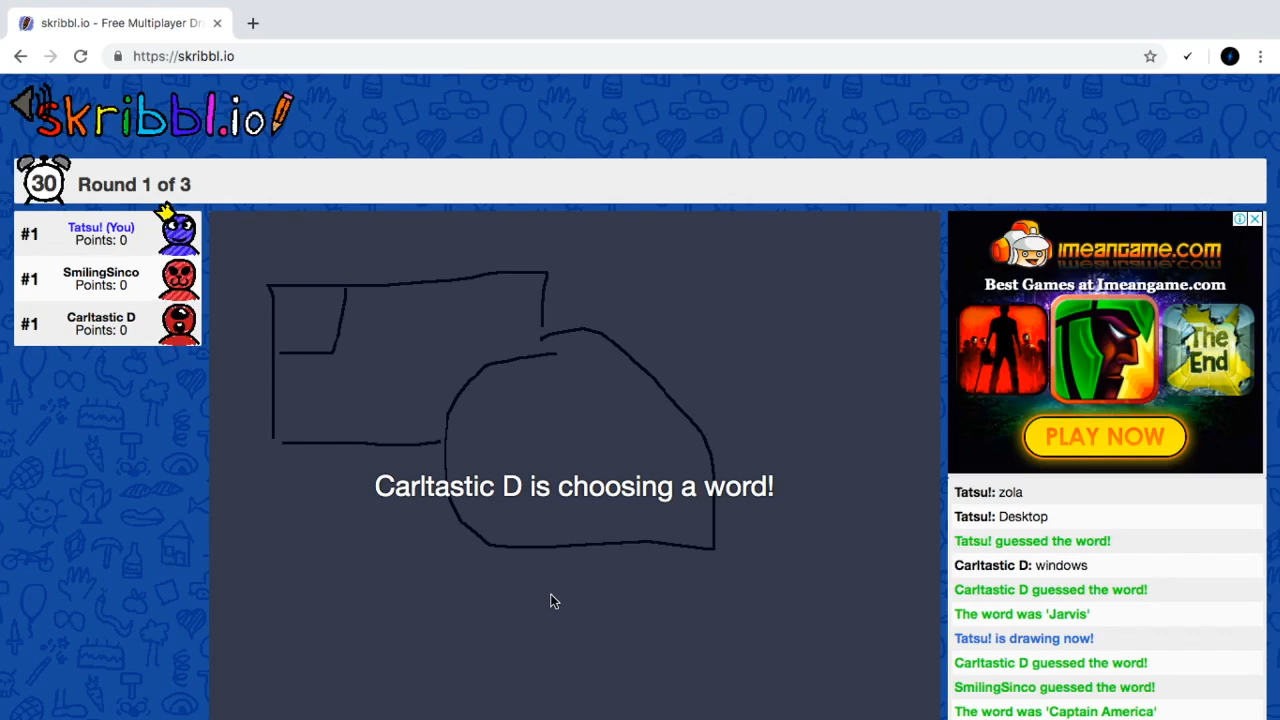 skribbl.io - Free Multiplayer Dr
https://skribbl.io
skribbl.io!
30
Round 1 of 3
#1
Tatsu! (You)
Points: 0
#1
SmilingSinco
Points: 0
#1
Carltastic D
Points: 0
Carltastic D is choosing a word!
imeangame.com
Best Games at Imeangame.com
The
End
PLAY NOW
Tatsu!: zola
Tatsu!: Desktop
Tatsu! guessed the word!
Carltastic D: windows
Carltastic D guessed the word!
The word was 'Jarvis'
Tatsu! is drawing now!
Carltastic D guessed the word!
SmilingSinco guessed the word!
The word was 'Captain America'